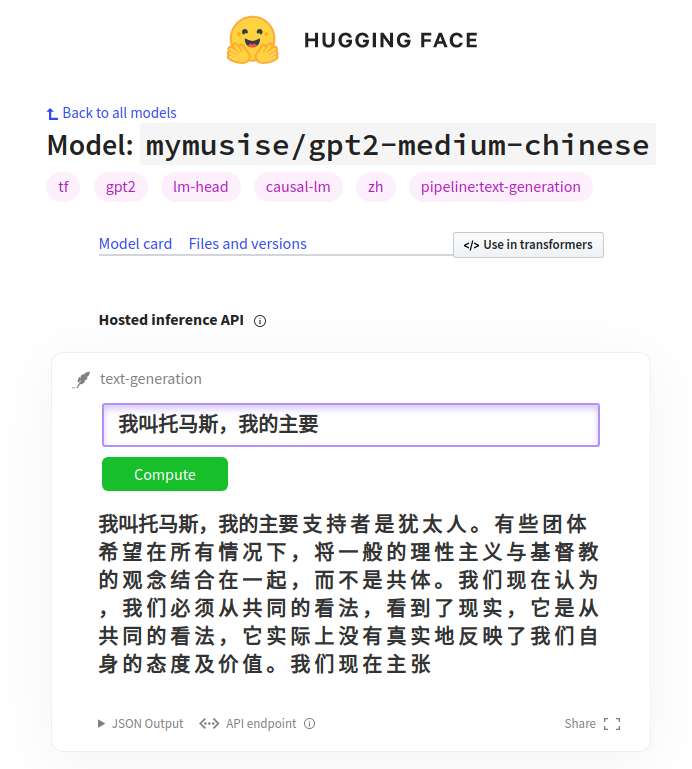 HUGGING FACE
Back to all models
Model: mymusise/gpt2-medium-chinese
tf gpt2 lm-head causal-lm zh pipeline:text-generation
Model card Files and versions </> Use in transformers
Hosted inference API
text-generation
我叫托马斯，我的主要
Compute
我叫托马斯，我的主要 支 持 者 是 犹 太 人 。 有 些 团 体
希 望 在 所 有 情 况 下 ， 将 一 般 的 理 性 主 义 与 基 督 教
的 观 念 结 合 在 一 起 ， 而 不 是 共 体 。 我 们 现 在 认 为
， 我 们 必 须 从 共 同 的 看 法 ， 看 到 了 现 实 ， 它 是 从
共 同 的 看 法 ， 它 实 际 上 没 有 真 实 地 反 映 了 我 们 自
身 的 态 度 及 价 值 。 我 们 现 在 主 张
JSON Output API endpoint Share